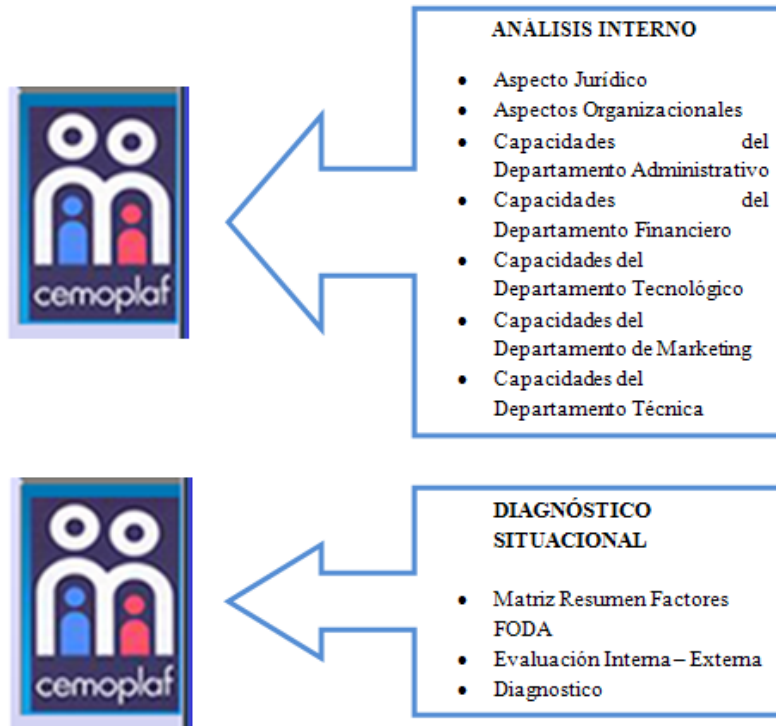 ANÁLISIS INTERNO
• Aspecto Jurídico
• Aspectos Organizacionales
• Capacidades del
Departamento Administrativo
• Capacidades del
Departamento Financiero
• Capacidades del
Departamento Tecnológico
• Capacidades del
Departamento de Marketing
• Capacidades del
Departamento Técnica
cemoplaf
DIAGNÓSTICO
SITUACIONAL
• Matriz Resumen Factores
FODA
• Evaluación Interna – Externa
• Diagnostico
cemoplaf